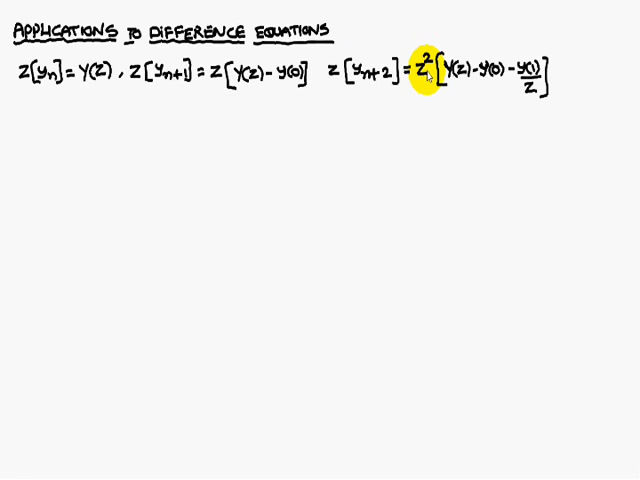 APPLICATIONS TO DIFFERENCE EQUATIONS
Z[yn] = Y(Z), Z[yn+1] = Z[Y(Z) - y(0)] Z[yn+2] = Z²[Y(Z) - y(0) - y(1)/Z]